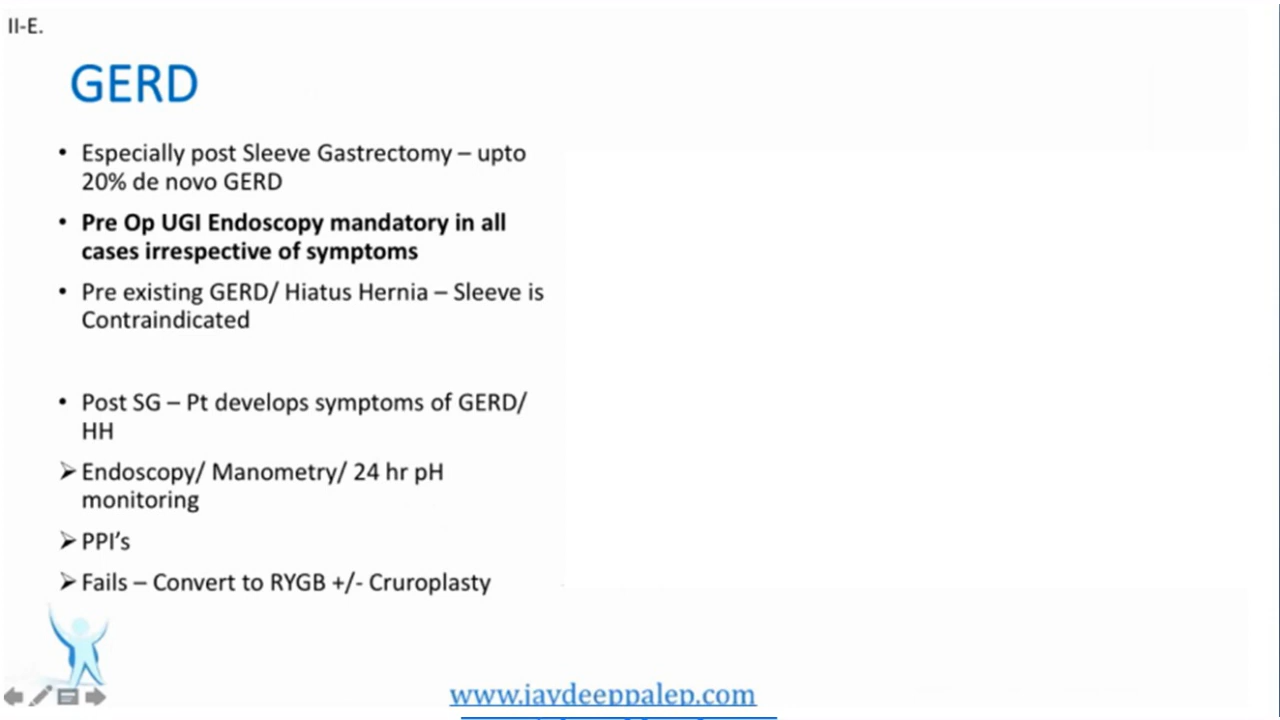 II-E.
GERD
• Especially post Sleeve Gastrectomy – upto
20% de novo GERD
• Pre Op UGI Endoscopy mandatory in all
cases irrespective of symptoms
• Pre existing GERD/ Hiatus Hernia – Sleeve is
Contraindicated
• Post SG – Pt develops symptoms of GERD/
HH
➢ Endoscopy/ Manometry/ 24 hr pH
monitoring
➢ PPI's
➢ Fails – Convert to RYGB +/- Cruroplasty
www.jaydeeppalep.com